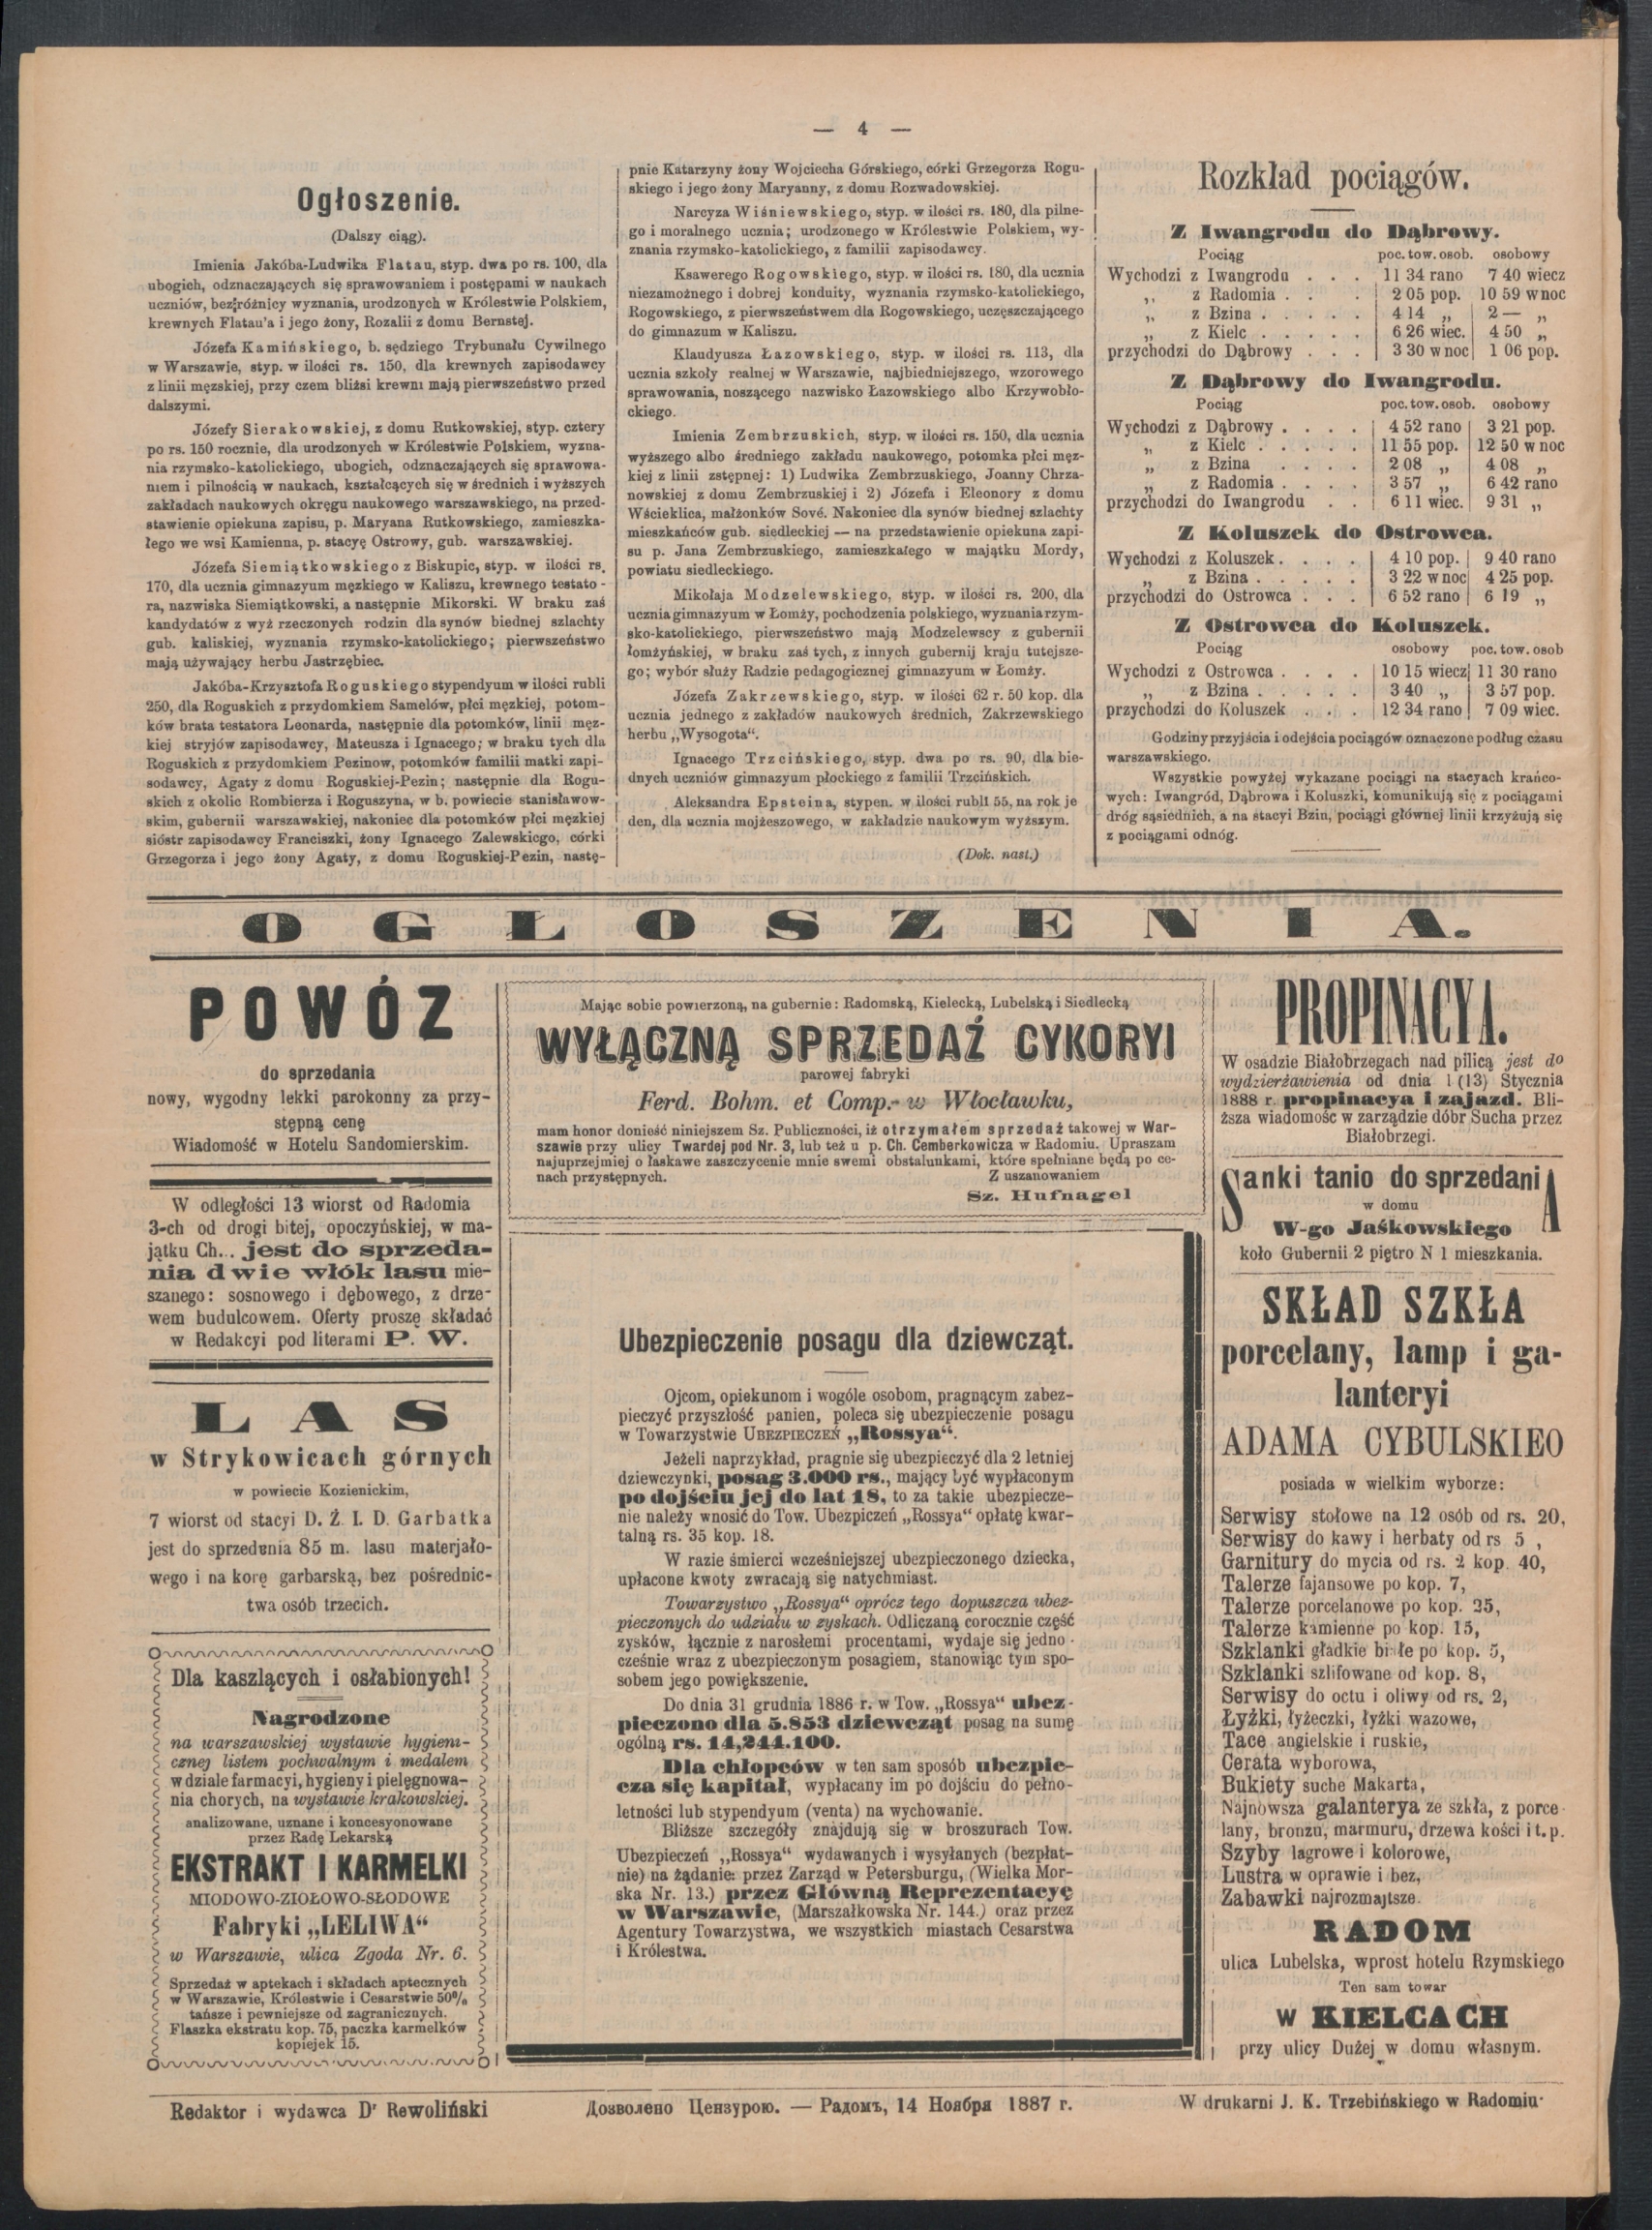 — 4 —
Ogłoszenie.
(Dalszy ciąg).
Imienia Jakóba-Ludwika Flatau, styp. dwa po rs. 100, dla
ubogich, odznaczających się sprawowaniem i postępami w naukach
uczniów, bez różnicy wyznania, urodzonych w Królestwie Polskiem,
krewnych Flatau'a i jego żony, Rozalii z domu Bernstej.
Józefa Kamińskiego, b. sędziego Trybunału Cywilnego
w Warszawie, styp. w ilości rs. 150, dla krewnych zapisodawcy
z linii męzkiej, przy czem bliżsi krewni mają pierwszeństwo przed
dalszymi.
Józefy Sierakowskiej, z domu Rutkowskiej, styp. cztery
po rs. 150 rocznie, dla urodzonych w Królestwie Polskiem, wyzna-
nia rzymsko-katolickiego, ubogich, odznaczających się sprawowa-
niem i pilnością w naukach, kształcących się w średnich i wyższych
zakładach naukowych okręgu naukowego warszawskiego, na przed-
stawienie opiekuna zapisu, p. Maryana Rutkowskiego, zamieszka-
łego we wsi Kamienna, p. stacyę Ostrowy, gub. warszawskiej.
Józefa Siemiątkowskiego z Biskupic, styp. w ilości rs.
170, dla ucznia gimnazyum męzkiego w Kaliszu, krewnego testato-
ra, nazwiska Siemiątkowski, a następnie Mikorski. W braku zaś
kandydatów z wyż rzeczonych rodzin dla synów biednej szlachty
gub. kaliskiej, wyznania rzymsko-katolickiego; pierwszeństwo
mają używający herbu Jastrzębiec.
Jakóba-Krzysztofa Roguskiego stypendyum w ilości rubli
250, dla Roguskich z przydomkiem Samelów, płci męzkiej, potom-
ków brata testatora Leonarda, następnie dla potomków, linii męz-
kiej stryjów zapisodawcy, Mateusza i Ignacego; w braku tych dla
Roguskich z przydomkiem Pezinow, potomków familii matki zapi-
sodawcy, Agaty z domu Roguskiej-Pezin; następnie dla Rogu-
skich z okolic Rombierza i Roguszyna, w b. powiecie stanisławow-
skim, gubernii warszawskiej, nakoniec dla potomków płci męzkiej
sióstr zapisodawcy Franciszki, żony Ignacego Zalewskicgo, córki
Grzegorza i jego żony Agaty, z domu Roguskiej-Pezin, nastę-
pnie Katarzyny żony Wojciecha Górskiego, córki Grzegorza Rogu-
skiego i jego żony Maryanny, z domu Rozwadowskiej.
Narcyza Wiśniewskiego, styp. w ilości rs. 180, dla pilne-
go i moralnego ucznia; urodzonego w Królestwie Polskiem, wy-
znania rzymsko-katolickiego, z familii zapisodawcy.
Ksawerego Rogowskiego, styp. w ilości rs. 180, dla ucznia
niezamożnego i dobrej konduity, wyznania rzymsko-katolickiego,
Rogowskiego, z pierwszeństwem dla Rogowskiego, uczęszczającego
do gimnazum w Kaliszu.
Klaudyusza Łazowskiego, styp. w ilości rs. 113, dla
ucznia szkoły realnej w Warszawie, najbiedniejszego, wzorowego
sprawowania, noszącego nazwisko Łazowskiego albo Krzywobło-
ckiego.
Imienia Zembrzuskich, styp. w ilości rs. 150, dla ucznia
wyższego albo średniego zakładu naukowego, potomka płci męz-
kiej z linii zstępnej: 1) Ludwika Zembrzuskiego, Joanny Chrza-
nowskiej z domu Zembrzuskiej i 2) Józefa i Eleonory z domu
Wścieklica, małżonków Sové. Nakoniec dla synów biednej szlachty
mieszkańców gub. siedleckiej — na przedstawienie opiekuna zapi-
su p. Jana Zembrzuskiego, zamieszkałego w majątku Mordy,
powiatu siedleckiego.
Mikołaja Modzelewskiego, styp. w ilości rs. 200, dla
ucznia gimnazyum w Łomży, pochodzenia polskiego, wyznania rzym-
sko-katolickiego, pierwszeństwo mają Modzelewscy z gubernii
łomżyńskiej, w braku zaś tych, z innych gubernij kraju tutejsze-
go; wybór służy Radzie pedagogicznej gimnazyum w Łomży.
Józefa Zakrzewskiego, styp. w ilości 62 r. 50 kop. dla
ucznia jednego z zakładów naukowych średnich, Zakrzewskiego
herbu „Wysogota“.
Ignacego Trzcińskiego, styp. dwa po rs. 90, dla bie-
dnych uczniów gimnazyum płockiego z familii Trzcińskich.
Aleksandra Epsteina, stypen. w ilości rubli 55, na rok je
den, dla ucznia mojżeszowego, w zakładzie naukowym wyższym.
(Dok. nast.)
Rozkład pociągów.
Z Iwangrodu do Dąbrowy.
Pociąg poc. tow. osob. osobowy
Wychodzi z Iwangrodu . . . 11 34 rano 7 40 wiecz
„ z Radomia . . . 2 05 pop. 10 59 w noc
„ z Bzina . . . . . 4 14 „ 2 — „
„ z Kielc . . . . . 6 26 wiec. 4 50 „
przychodzi do Dąbrowy . . . 3 30 w noc 1 06 pop.
Z Dąbrowy do Iwangrodu.
Pociąg poc. tow. osob. osobowy
Wychodzi z Dąbrowy . . . . 4 52 rano 3 21 pop.
„ z Kielc . . . . . 11 55 pop. 12 50 w noc
„ z Bzina . . . . 2 08 „ 4 08 „
„ z Radomia . . . . 3 57 „ 6 42 rano
przychodzi do Iwangrodu . . 6 11 wiec. 9 31 „
Z Koluszek do Ostrowca.
Wychodzi z Koluszek . . . . 4 10 pop. 9 40 rano
„ z Bzina . . . . . 3 22 w noc 4 25 pop.
przychodzi do Ostrowca . . . 6 52 rano 6 19 „
Z Ostrowca do Koluszek.
Pociąg osobowy poc. tow. osob
Wychodzi z Ostrowca . . . . 10 15 wiecz 11 30 rano
„ z Bzina . . . . . 3 40 „ 3 57 pop.
przychodzi do Koluszek . . . 12 34 rano 7 09 wiec.
Godziny przyjścia i odejścia pociągów oznaczone podług czasu
warszawskiego.
Wszystkie powyżej wykazane pociągi na stacyach krańco-
wych: Iwangród, Dąbrowa i Koluszki, komunikują się z pociągami
dróg sąsiednich, a na stacyi Bzin, pociągi głównej linii krzyżują się
z pociągami odnóg.
OGŁOSZENIA.
POWÓZ
do sprzedania
nowy, wygodny lekki parokonny za przy-
stępną cenę
Wiadomość w Hotelu Sandomierskim.
W odległości 13 wiorst od Radomia
3-ch od drogi bitej, opoczyńskiej, w ma-
jątku Ch... jest do sprzeda-
nia dwie włók lasu mie-
szanego: sosnowego i dębowego, z drze-
wem budulcowem. Oferty proszę składać
w Redakcyi pod literami P. W.
LAS
w Strykowicach górnych
w powiecie Kozienickim,
7 wiorst od stacyi D. Ż. I. D. Garbatka
jest do sprzedania 85 m. lasu materjało-
wego i na korę garbarską, bez pośrednic-
twa osób trzecich.
Dla kaszlących i osłabionych!
Nagrodzone
na warszawskiej wystawie hygieni-
cznej listem pochwalnym i medalem
w dziale farmacyi, hygieny i pielęgnowa-
nia chorych, na wystawie krakowskiej.
analizowane, uznane i koncesyonowane
przez Radę Lekarską
EKSTRAKT I KARMELKI
MIODOWO-ZIOŁOWO-SŁODOWE
Fabryki „LELIWA“
w Warszawie, ulica Zgoda Nr. 6.
Sprzedaż w aptekach i składach aptecznych
w Warszawie, Królestwie i Cesarstwie 50%
tańsze i pewniejsze od zagranicznych.
Flaszka ekstratu kop. 75, paczka karmelków
kopiejek 15.
Mając sobie powierzoną, na gubernie: Radomską, Kielecką, Lubelską i Siedlecką
WYŁĄCZNĄ SPRZEDAŻ CYKORYI
parowej fabryki
Ferd. Bohm. et Comp.- w Włocławku,
mam honor donieść niniejszem Sz. Publiczności, iż otrzymałem sprzedaż takowej w War-
szawie przy ulicy Twardej pod Nr. 3, lub też u p. Ch. Cemberkowicza w Radomiu. Upraszam
najuprzejmiej o łaskawe zaszczycenie mnie swemi obstalunkami, które spełniane będą po ce-
nach przystępnych. Z uszanowaniem
Sz. Hufnagel
Ubezpieczenie posagu dla dziewcząt.
Ojcom, opiekunom i wogóle osobom, pragnącym zabez-
pieczyć przyszłość panien, poleca się ubezpieczenie posagu
w Towarzystwie UBEZPIECZEŃ „Rossya“.
Jeżeli naprzykład, pragnie się ubezpieczyć dla 2 letniej
dziewczynki, posag 3.000 rs., mający być wypłaconym
po dojściu jej do lat 18, to za takie ubezpiecze-
nie należy wnosić do Tow. Ubezpiczeń „Rossya“ opłatę kwar-
talną rs. 35 kop. 18.
W razie śmierci wcześniejszej ubezpieczonego dziecka,
upłacone kwoty zwracają się natychmiast.
Towarzystwo „Rossya“ oprócz tego dopuszcza ubez-
pieczonych do udziału w zyskach. Odliczaną corocznie część
zysków, łącznie z narosłemi procentami, wydaje się jedno-
cześnie wraz z ubezpieczonym posagiem, stanowiąc tym spo-
sobem jego powiększenie.
Do dnia 31 grudnia 1886 r. w Tow. „Rossya“ ubez-
pieczono dla 5.853 dziewcząt posag na sumę
ogólną rs. 14,244.100.
Dla chłopców w ten sam sposób ubezpie-
cza się kapitał, wypłacany im po dojściu do pełno-
letności lub stypendyum (venta) na wychowanie.
Bliższe szczegóły znajdują się w broszurach Tow.
Ubezpieczeń „Rossya“ wydawanych i wysyłanych (bezpłat-
nie) na żądanie: przez Zarząd w Petersburgu, (Wielka Mor-
ska Nr. 13.) przez Główną Reprezentacyę
w Warszawie, (Marszałkowska Nr. 144.) oraz przez
Agentury Towarzystwa, we wszystkich miastach Cesarstwa
i Królestwa.
PROPINACYA.
W osadzie Białobrzegach nad pilicą jest do
wydzierżawienia od dnia 1 (13) Stycznia
1888 r. propinacya i zajazd. Bli-
ższa wiadomość w zarządzie dóbr Sucha przez
Białobrzegi.
Sanki tanio do sprzedaniA
w domu
W-go Jaśkowskiego
koło Gubernii 2 piętro N 1 mieszkania.
SKŁAD SZKŁA
porcelany, lamp i ga-
lanteryi
ADAMA CYBULSKIEO
posiada w wielkim wyborze:
Serwisy stołowe na 12 osób od rs. 20,
Serwisy do kawy i herbaty od rs 5 ,
Garnitury do mycia od rs. 2 kop. 40,
Talerze fajansowe po kop. 7,
Talerze porcelanowe po kop. 25,
Talerze kamienne po kop. 15,
Szklanki gładkie białe po kop. 5,
Szklanki szlifowane od kop. 8,
Serwisy do octu i oliwy od rs. 2,
Łyżki, łyżeczki, łyżki wazowe,
Tace angielskie i ruskie,
Cerata wyborowa,
Bukiety suche Makarta,
Najnowsza galanterya ze szkła, z porce-
lany, bronzu, marmuru, drzewa kości i t. p.
Szyby lagrowe i kolorowe,
Lustra w oprawie i bez,
Zabawki najrozmajtsze.
RADOM
ulica Lubelska, wprost hotelu Rzymskiego
Ten sam towar
w KIELCACH
przy ulicy Dużej w domu własnym.
Redaktor i wydawca Dr Rewoliński
Дозволено Цензурою. — Радомъ, 14 Ноября 1887 г.
W drukarni J. K. Trzebińskiego w Radomiu.